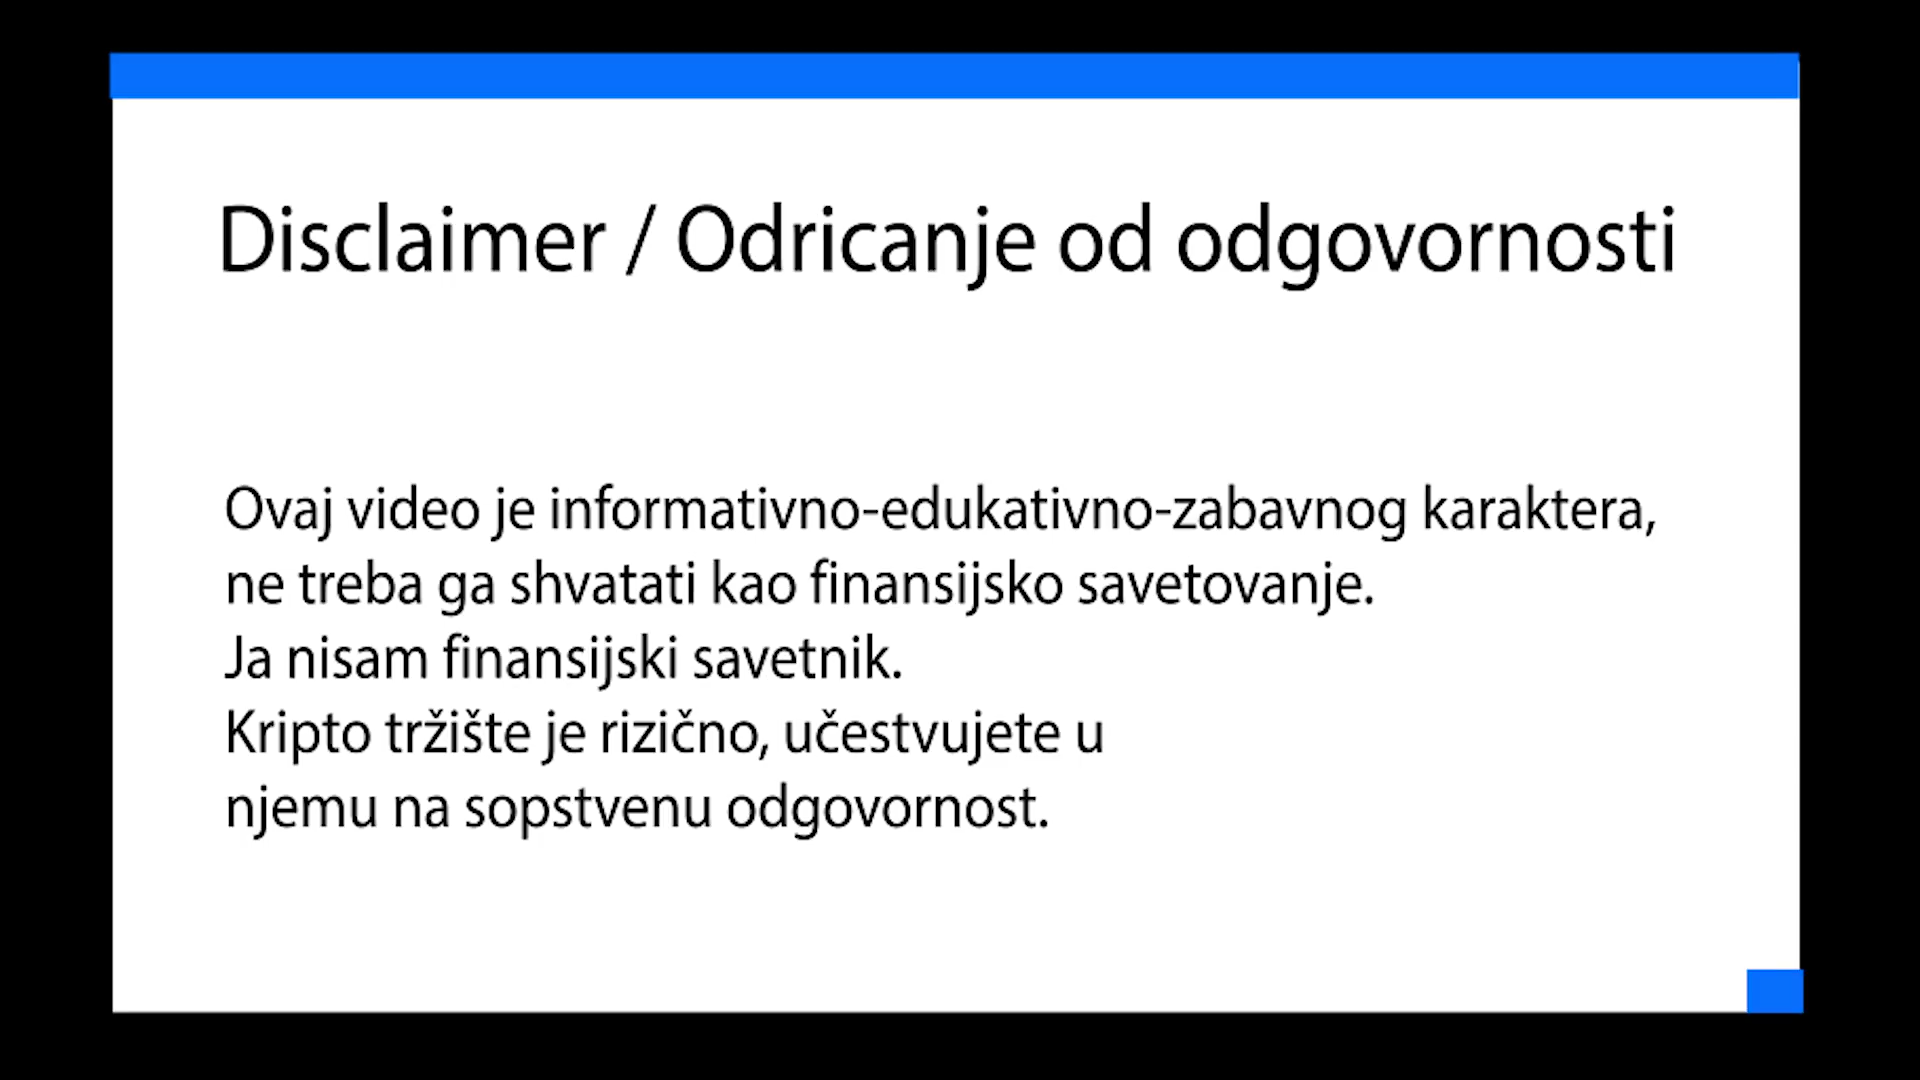 Disclaimer / Odricanje od odgovornosti
Ovaj video je informativno-edukativno-zabavnog karaktera,
ne treba ga shvatati kao finansijsko savetovanje.
Ja nisam finansijski savetnik.
Kripto tržište je rizično, učestvujete u
njemu na sopstvenu odgovornost.